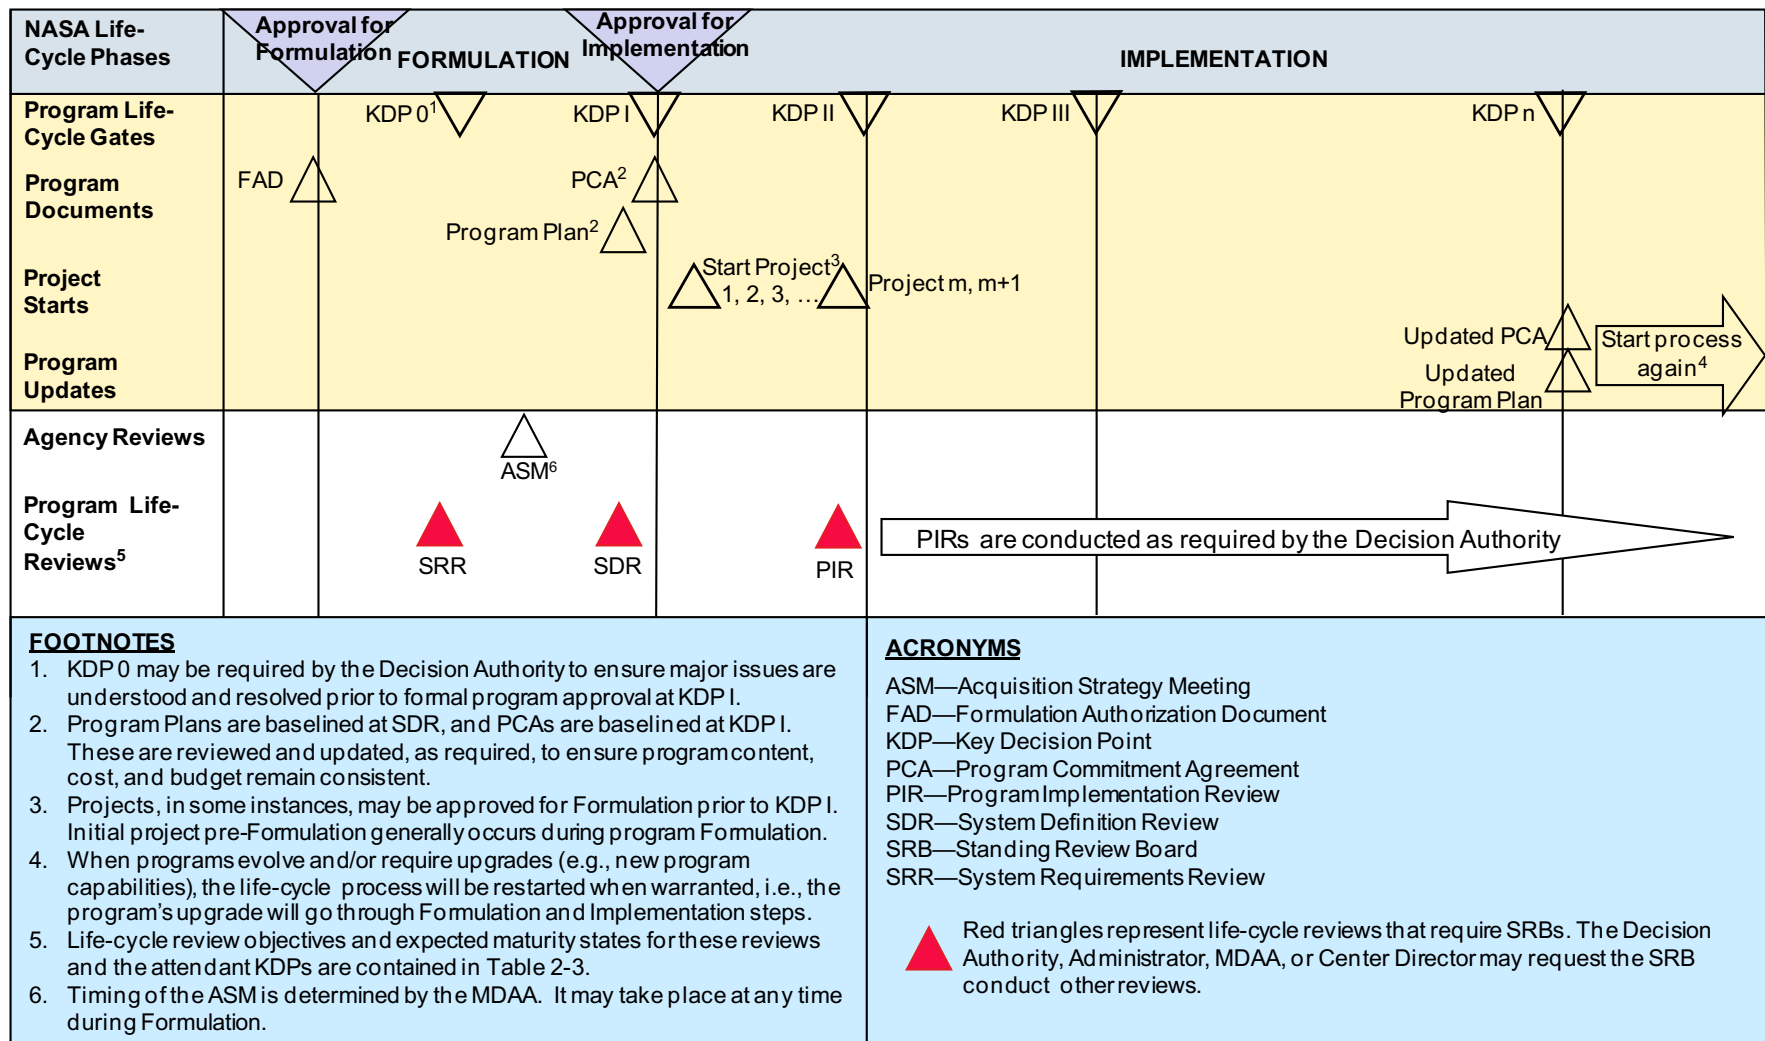 NASA Life-
Cycle Phases
Approval for
Formulation
FORMULATION
Approval for
Implementation
IMPLEMENTATION
Program Life-
Cycle Gates
KDP 0¹
KDP I
KDP II
KDP III
KDP n
Program
Documents
FAD
PCA²
Program Plan²
Project
Starts
Start Project³
1, 2, 3, …
Project m, m+1
Program
Updates
Updated PCA
Updated
Program Plan
Start process
again⁴
Agency Reviews
ASM⁶
Program Life-
Cycle
Reviews⁵
SRR
SDR
PIR
PIRs are conducted as required by the Decision Authority
FOOTNOTES
1. KDP 0 may be required by the Decision Authority to ensure major issues are
understood and resolved prior to formal program approval at KDP I.
2. Program Plans are baselined at SDR, and PCAs are baselined at KDP I.
These are reviewed and updated, as required, to ensure program content,
cost, and budget remain consistent.
3. Projects, in some instances, may be approved for Formulation prior to KDP I.
Initial project pre-Formulation generally occurs during program Formulation.
4. When programs evolve and/or require upgrades (e.g., new program
capabilities), the life-cycle process will be restarted when warranted, i.e., the
program's upgrade will go through Formulation and Implementation steps.
5. Life-cycle review objectives and expected maturity states for these reviews
and the attendant KDPs are contained in Table 2-3.
6. Timing of the ASM is determined by the MDAA. It may take place at any time
during Formulation.
ACRONYMS
ASM—Acquisition Strategy Meeting
FAD—Formulation Authorization Document
KDP—Key Decision Point
PCA—Program Commitment Agreement
PIR—Program Implementation Review
SDR—System Definition Review
SRB—Standing Review Board
SRR—System Requirements Review
Red triangles represent life-cycle reviews that require SRBs. The Decision
Authority, Administrator, MDAA, or Center Director may request the SRB
conduct other reviews.